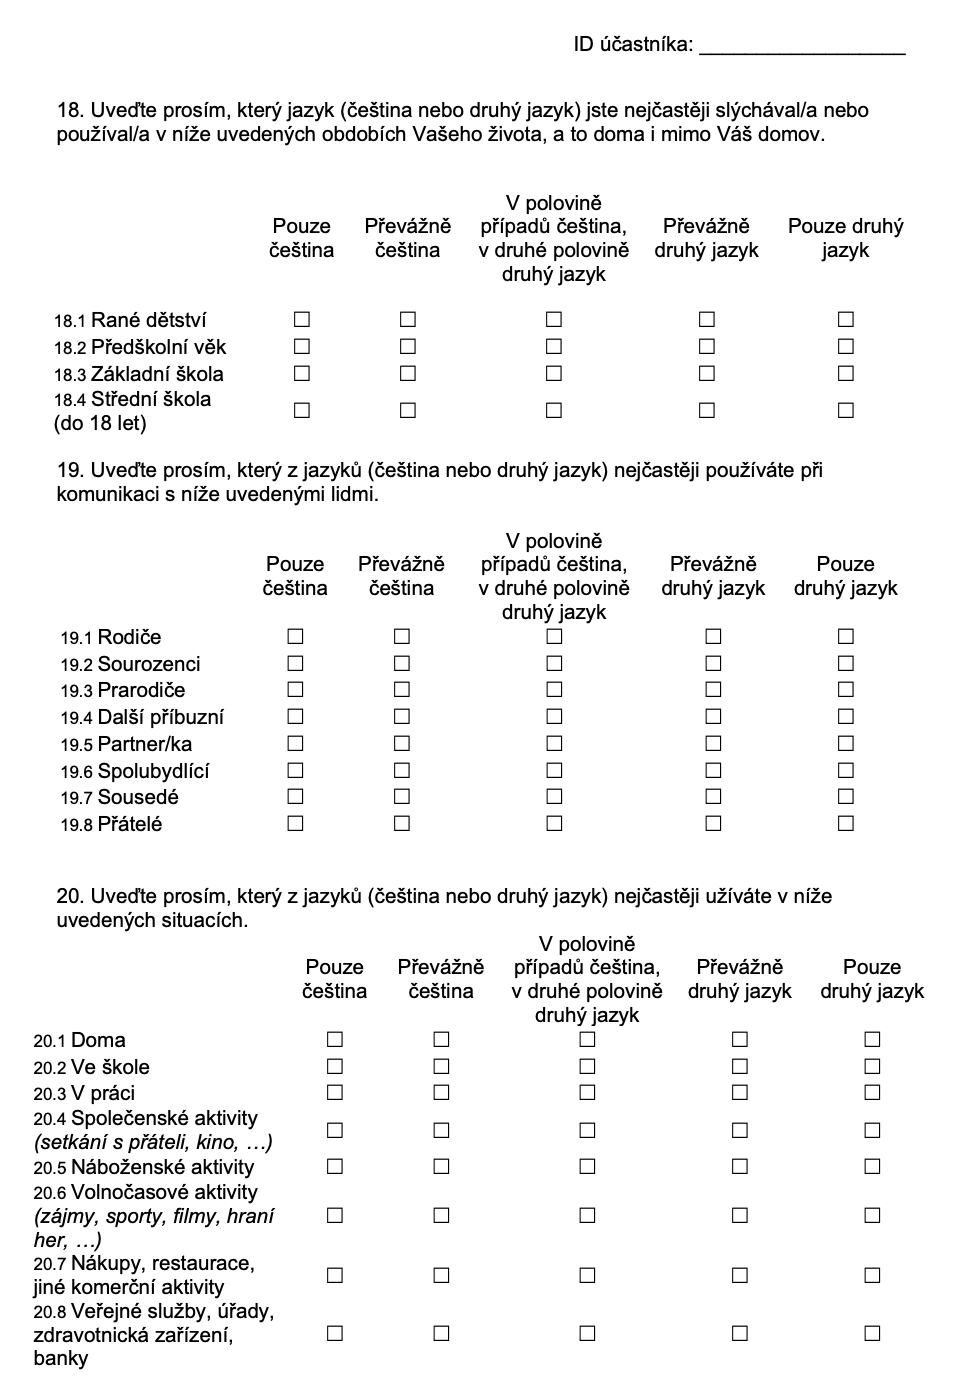 ID účastníka: ___________________
18. Uveďte prosím, který jazyk (čeština nebo druhý jazyk) jste nejčastěji slýchával/a nebo
používal/a v níže uvedených obdobích Vašeho života, a to doma i mimo Váš domov.
V polovině
Pouze Převážně případů čeština, Převážně Pouze druhý
čeština čeština v druhé polovině druhý jazyk jazyk
druhý jazyk
18.1 Rané dětství ☐ ☐ ☐ ☐ ☐
18.2 Předškolní věk ☐ ☐ ☐ ☐ ☐
18.3 Základní škola ☐ ☐ ☐ ☐ ☐
18.4 Střední škola
(do 18 let) ☐ ☐ ☐ ☐ ☐
19. Uveďte prosím, který z jazyků (čeština nebo druhý jazyk) nejčastěji používáte při
komunikaci s níže uvedenými lidmi.
V polovině
Pouze Převážně případů čeština, Převážně Pouze
čeština čeština v druhé polovině druhý jazyk druhý jazyk
druhý jazyk
19.1 Rodiče ☐ ☐ ☐ ☐ ☐
19.2 Sourozenci ☐ ☐ ☐ ☐ ☐
19.3 Prarodiče ☐ ☐ ☐ ☐ ☐
19.4 Další příbuzní ☐ ☐ ☐ ☐ ☐
19.5 Partner/ka ☐ ☐ ☐ ☐ ☐
19.6 Spolubydlící ☐ ☐ ☐ ☐ ☐
19.7 Sousedé ☐ ☐ ☐ ☐ ☐
19.8 Přátelé ☐ ☐ ☐ ☐ ☐
20. Uveďte prosím, který z jazyků (čeština nebo druhý jazyk) nejčastěji užíváte v níže
uvedených situacích.
V polovině
Pouze Převážně případů čeština, Převážně Pouze
čeština čeština v druhé polovině druhý jazyk druhý jazyk
druhý jazyk
20.1 Doma ☐ ☐ ☐ ☐ ☐
20.2 Ve škole ☐ ☐ ☐ ☐ ☐
20.3 V práci ☐ ☐ ☐ ☐ ☐
20.4 Společenské aktivity
(setkání s přáteli, kino, …) ☐ ☐ ☐ ☐ ☐
20.5 Náboženské aktivity ☐ ☐ ☐ ☐ ☐
20.6 Volnočasové aktivity
(zájmy, sporty, filmy, hraní ☐ ☐ ☐ ☐ ☐
her, …)
20.7 Nákupy, restaurace,
jiné komerční aktivity ☐ ☐ ☐ ☐ ☐
20.8 Veřejné služby, úřady,
zdravotnická zařízení, ☐ ☐ ☐ ☐ ☐
banky